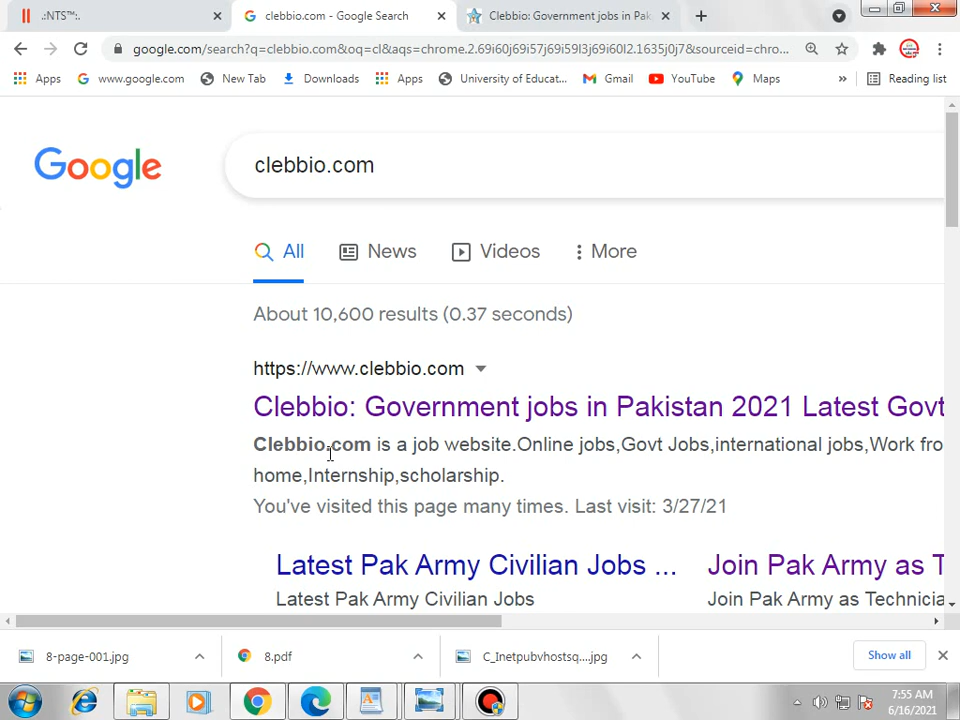 .:NTS™:.
clebbio.com - Google Search
Clebbio: Government jobs in Pak
google.com/search?q=clebbio.com&oq=cl&aqs=chrome.2.69i60j69i57j69i59l3j69i60l2.1635j0j7&sourceid=chro...
Apps
www.google.com
New Tab
Downloads
Apps
University of Educat...
Gmail
YouTube
Maps
»
Reading list
Google
clebbio.com
All
News
Videos
More
About 10,600 results (0.37 seconds)
https://www.clebbio.com
Clebbio: Government jobs in Pakistan 2021 Latest Govt
Clebbio.com is a job website.Online jobs,Govt Jobs,international jobs,Work fro
home,Internship,scholarship.
You've visited this page many times. Last visit: 3/27/21
Latest Pak Army Civilian Jobs ...
Join Pak Army as T
Latest Pak Army Civilian Jobs
Join Pak Army as Technicia
8-page-001.jpg
8.pdf
C_Inetpubvhostsq....jpg
Show all
7:55 AM
6/16/2021